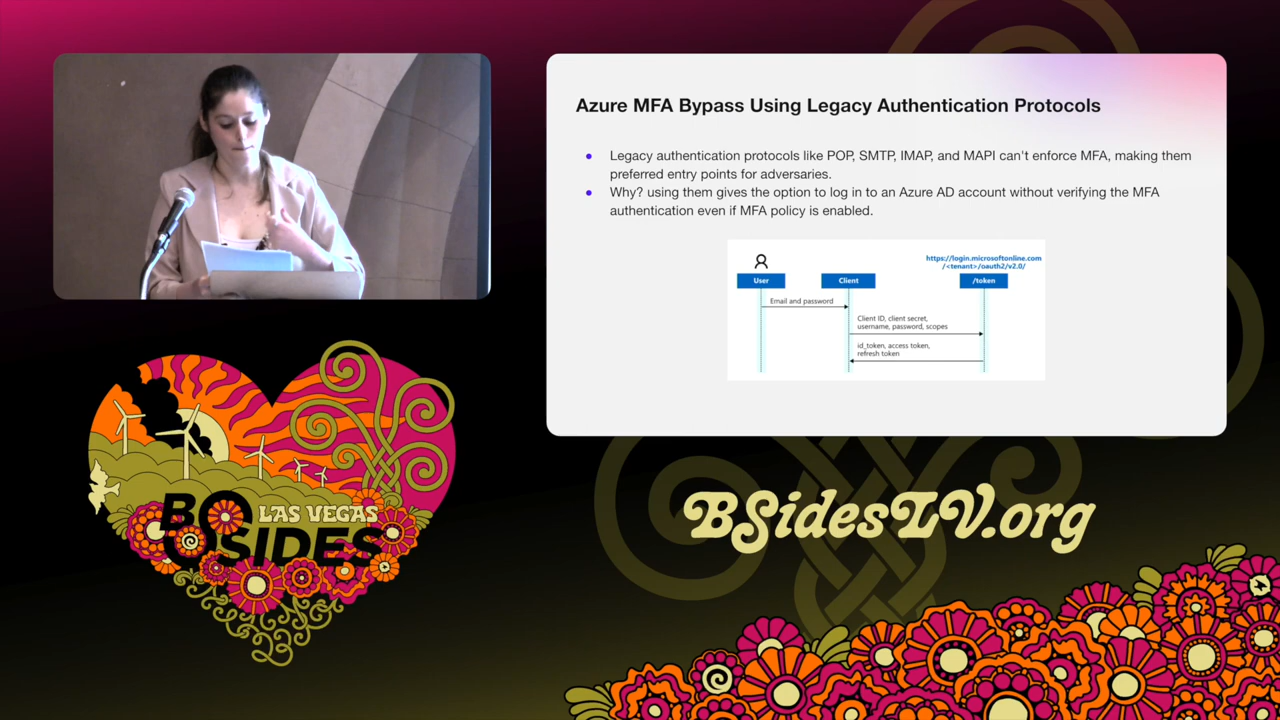 Azure MFA Bypass Using Legacy Authentication Protocols
Legacy authentication protocols like POP, SMTP, IMAP, and MAPI can't enforce MFA, making them
preferred entry points for adversaries.
Why? using them gives the option to log in to an Azure AD account without verifying the MFA
authentication even if MFA policy is enabled.
https://login.microsoftonline.com
/<tenant>/oauth2/v2.0/
User
Client
/token
Email and password
Client ID, client secret,
username, password, scopes
id_token, access token,
refresh token
LAS VEGAS
BSIDES
BSidesLV.org